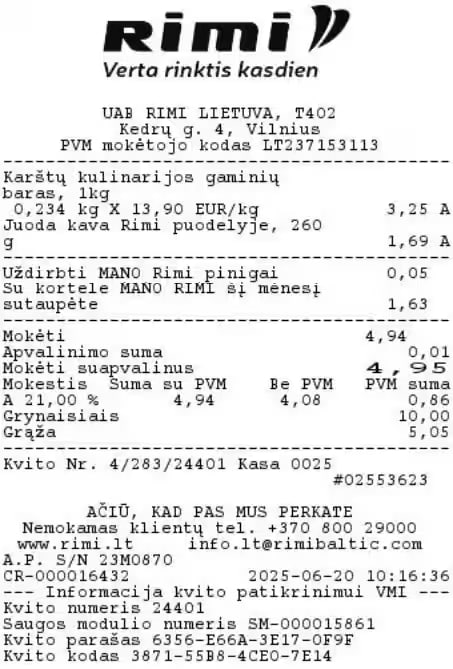 Rimi
Verta rinktis kasdien
UAB RIMI LIETUVA, T402
Kedrų g. 4, Vilnius
PVM mokėtojo kodas LT237153113
Karštų kulinarijos gaminių
baras, 1kg
0,234 kg X 13,90 EUR/kg 3,25 A
Juoda kava Rimi puodelyje, 260
g 1,69 A
Uždirbti MANO Rimi pinigai 0,05
Su kortele MANO RIMI šį mėnesį
sutaupėte 1,63
Mokėti 4,94
Apvalinimo suma 0,01
Mokėti suapvalinus 4,95
Mokestis Suma su PVM Be PVM PVM suma
A 21,00 % 4,94 4,08 0,86
Grynaisiais 10,00
Grąža 5,05
Kvito Nr. 4/283/24401 Kasa 0025
#02553623
AČIŪ, KAD PAS MUS PERKATE
Nemokamas klientų tel. +370 800 29000
www.rimi.lt info.lt@rimibaltic.com
A.P. S/N 23M0870
CR-000016432 2025-06-20 10:16:36
--- Informacija kvito patikrinimui VMI ---
Kvito numeris 24401
Saugos modulio numeris SM-000015861
Kvito parašas 6356-E66A-3E17-0F9F
Kvito kodas 3871-55B8-4CE0-7E14